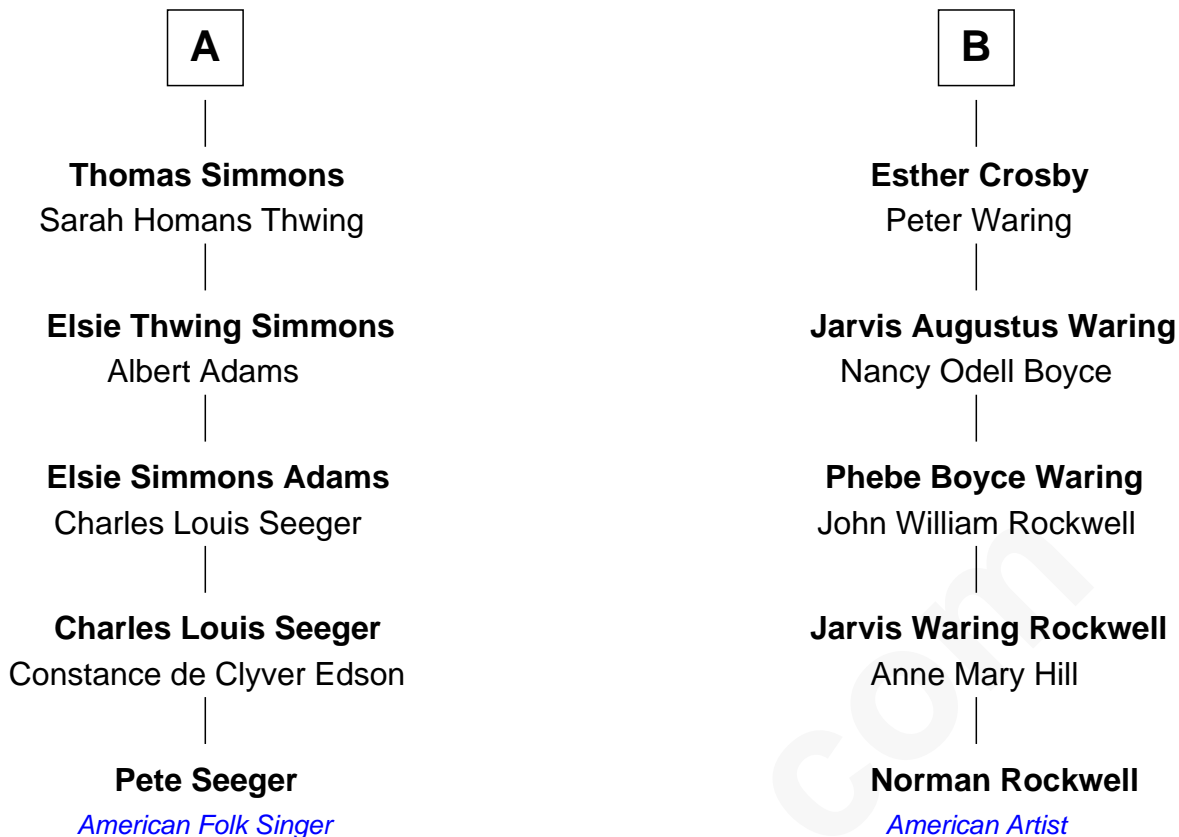 A
Thomas Simmons
Sarah Homans Thwing
Elsie Thwing Simmons
Albert Adams
Elsie Simmons Adams
Charles Louis Seeger
Charles Louis Seeger
Constance de Clyver Edson
Pete Seeger
American Folk Singer
B
Esther Crosby
Peter Waring
Jarvis Augustus Waring
Nancy Odell Boyce
Phebe Boyce Waring
John William Rockwell
Jarvis Waring Rockwell
Anne Mary Hill
Norman Rockwell
American Artist
com